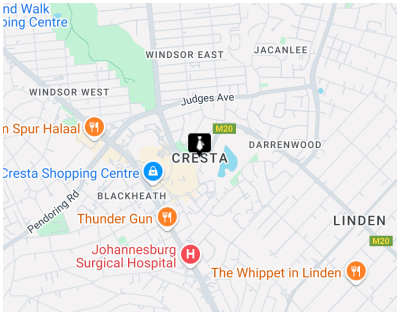 nd Walk
ping Centre
JACANLEE
WINDSOR EAST
WINDSOR WEST
Judges Ave
n Spur Halaal
M20
DARRENWOOD
CRESTA
Cresta Shopping Centre
BLACKHEATH
Pendoring Rd
Thunder Gun
LINDEN
M20
Johannesburg
Surgical Hospital
The Whippet in Linden